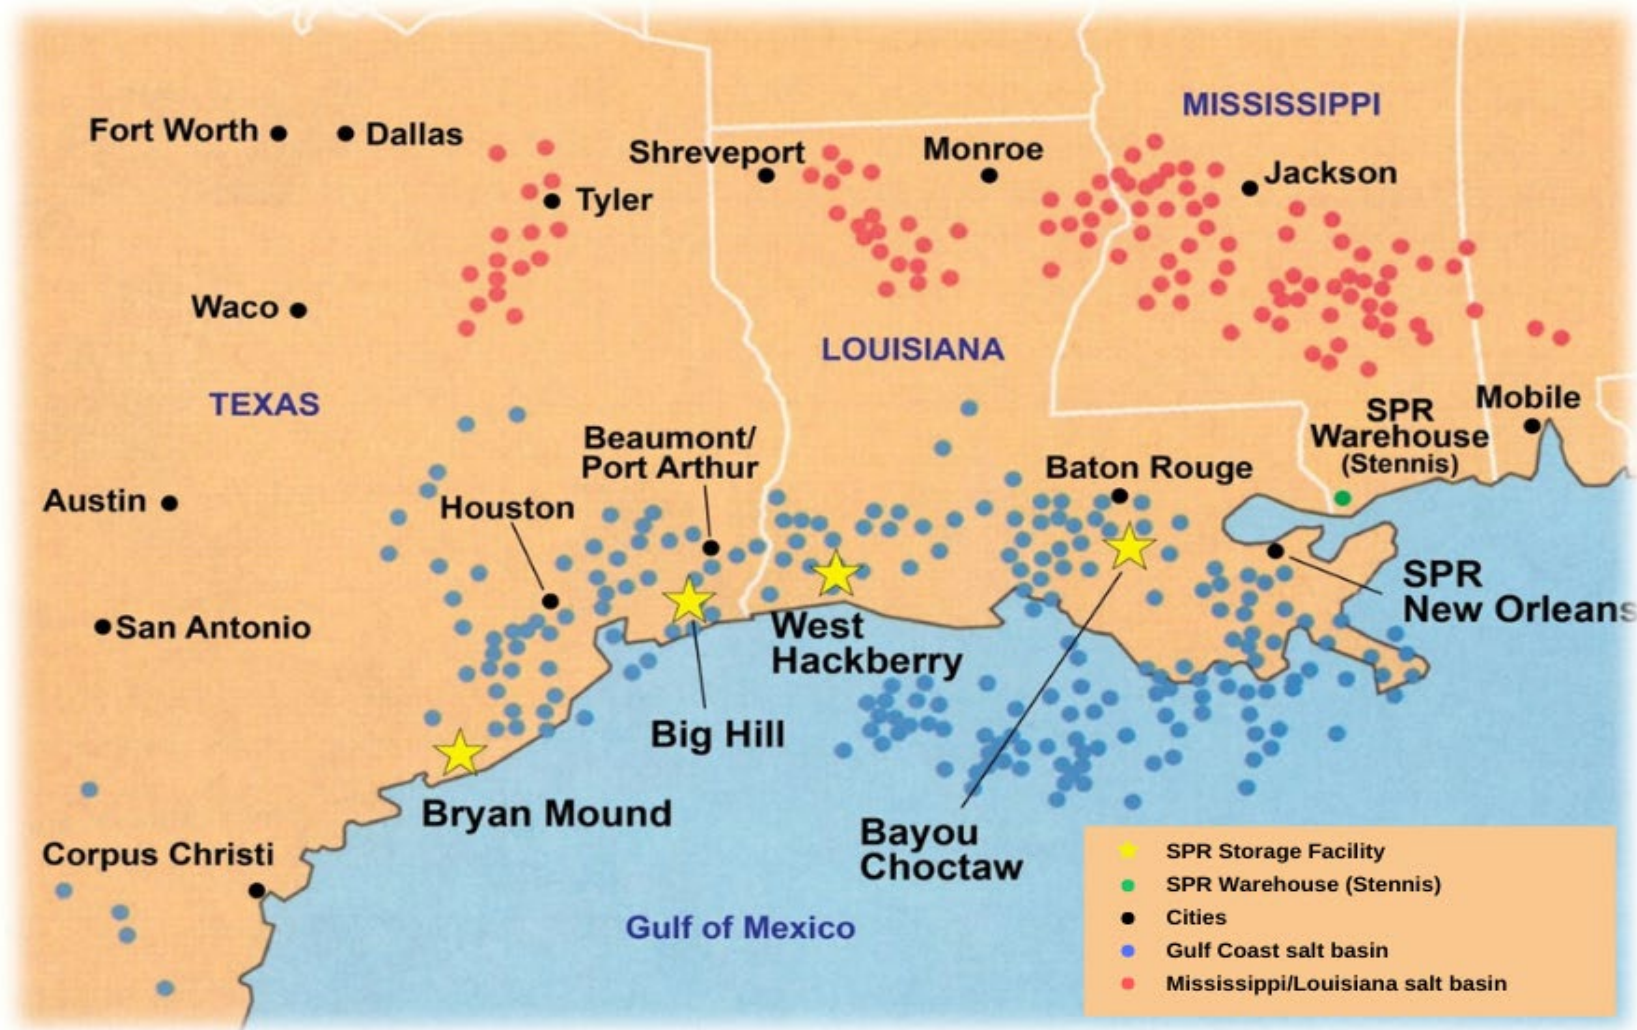 MISSISSIPPI
Fort Worth
Dallas
Shreveport
Monroe
Jackson
Tyler
Waco
LOUISIANA
TEXAS
Mobile
SPR
Warehouse
(Stennis)
Beaumont/
Port Arthur
Baton Rouge
Austin
Houston
SPR
New Orleans
San Antonio
West
Hackberry
Big Hill
Bryan Mound
Bayou
Choctaw
Corpus Christi
Gulf of Mexico
SPR Storage Facility
SPR Warehouse (Stennis)
Cities
Gulf Coast salt basin
Mississippi/Louisiana salt basin